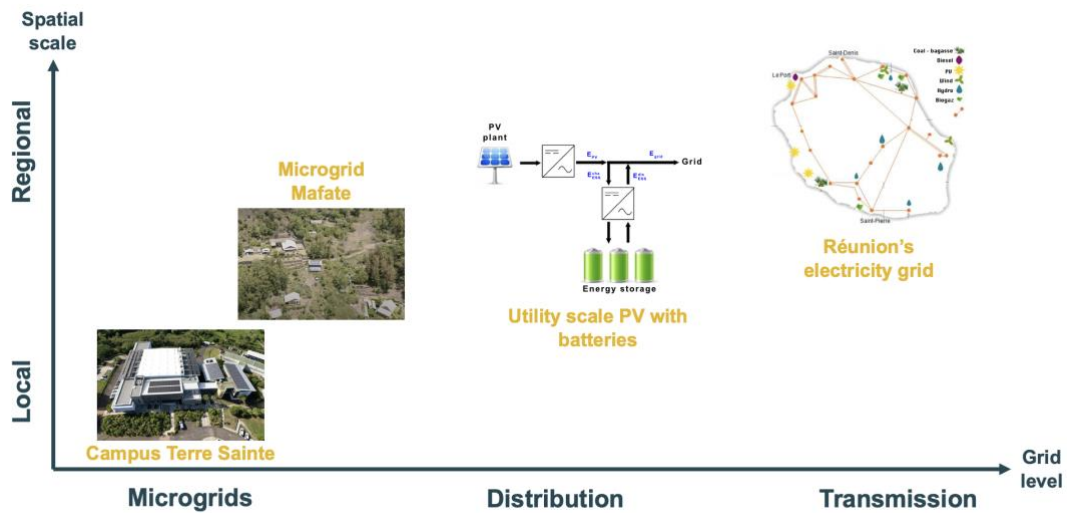 Spatial
scale
Regional
Local
Microgrid
Mafate
Campus Terre Sainte
PV
plant
Grid
Energy storage
Utility scale PV with
batteries
Saint-Denis
Le Port
Saint-Pierre
Coal - bagasse
Diesel
PV
Wind
Hydro
Biogaz
Réunion's
electricity grid
Grid
level
Microgrids
Distribution
Transmission